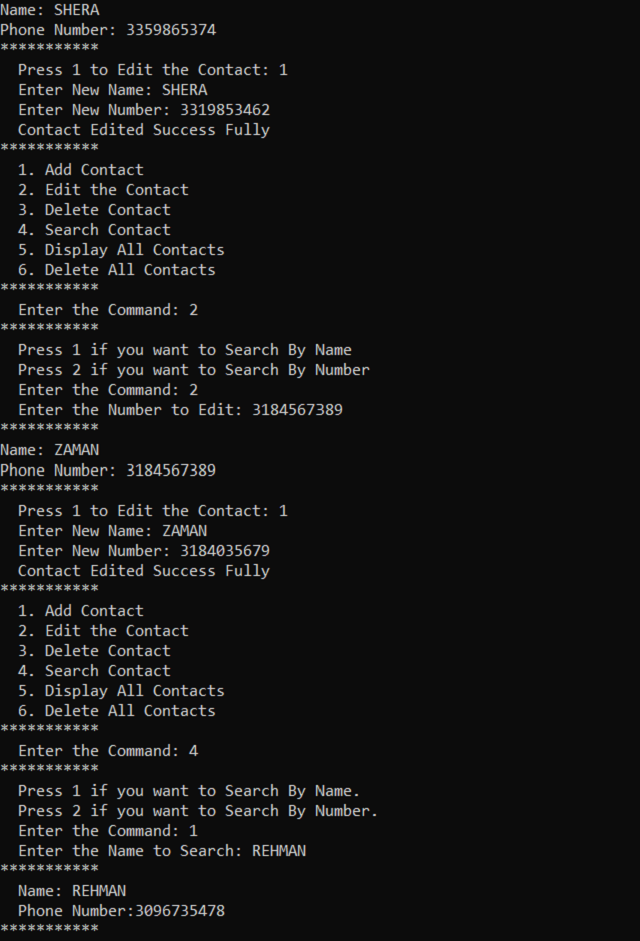 Name: SHERA
Phone Number: 3359865374
***********
Press 1 to Edit the Contact: 1
Enter New Name: SHERA
Enter New Number: 3319853462
Contact Edited Success Fully
***********
1. Add Contact
2. Edit the Contact
3. Delete Contact
4. Search Contact
5. Display All Contacts
6. Delete All Contacts
***********
Enter the Command: 2
***********
Press 1 if you want to Search By Name
Press 2 if you want to Search By Number
Enter the Command: 2
Enter the Number to Edit: 3184567389
***********
Name: ZAMAN
Phone Number: 3184567389
***********
Press 1 to Edit the Contact: 1
Enter New Name: ZAMAN
Enter New Number: 3184035679
Contact Edited Success Fully
***********
1. Add Contact
2. Edit the Contact
3. Delete Contact
4. Search Contact
5. Display All Contacts
6. Delete All Contacts
***********
Enter the Command: 4
***********
Press 1 if you want to Search By Name.
Press 2 if you want to Search By Number.
Enter the Command: 1
Enter the Name to Search: REHMAN
***********
Name: REHMAN
Phone Number:3096735478
***********